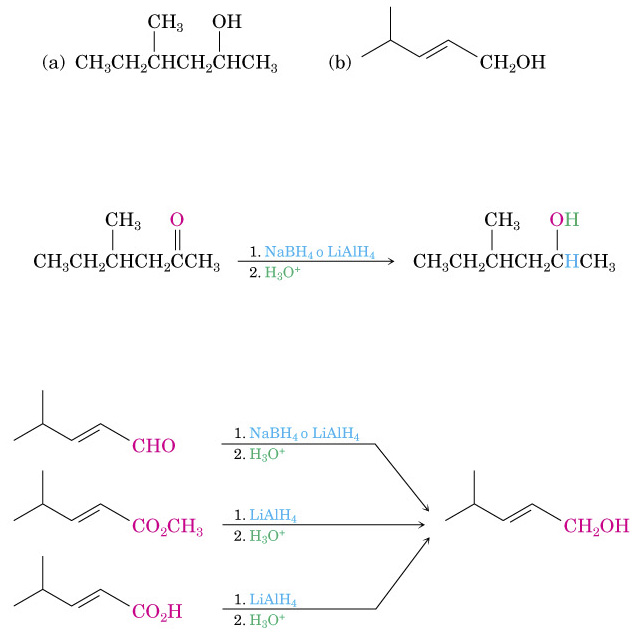 CH₃ OH
(a) CH₃CH₂CHCH₂CHCH₃ (b) CH₂OH
CH₃ O CH₃ OH
1. NaBH₄ o LiAlH₄
CH₃CH₂CHCH₂CCH₃ CH₃CH₂CHCH₂CHCH₃
2. H₃O⁺
1. NaBH₄ o LiAlH₄
CHO
2. H₃O⁺
1. LiAlH₄
CO₂CH₃ CH₂OH
2. H₃O⁺
1. LiAlH₄
CO₂H
2. H₃O⁺